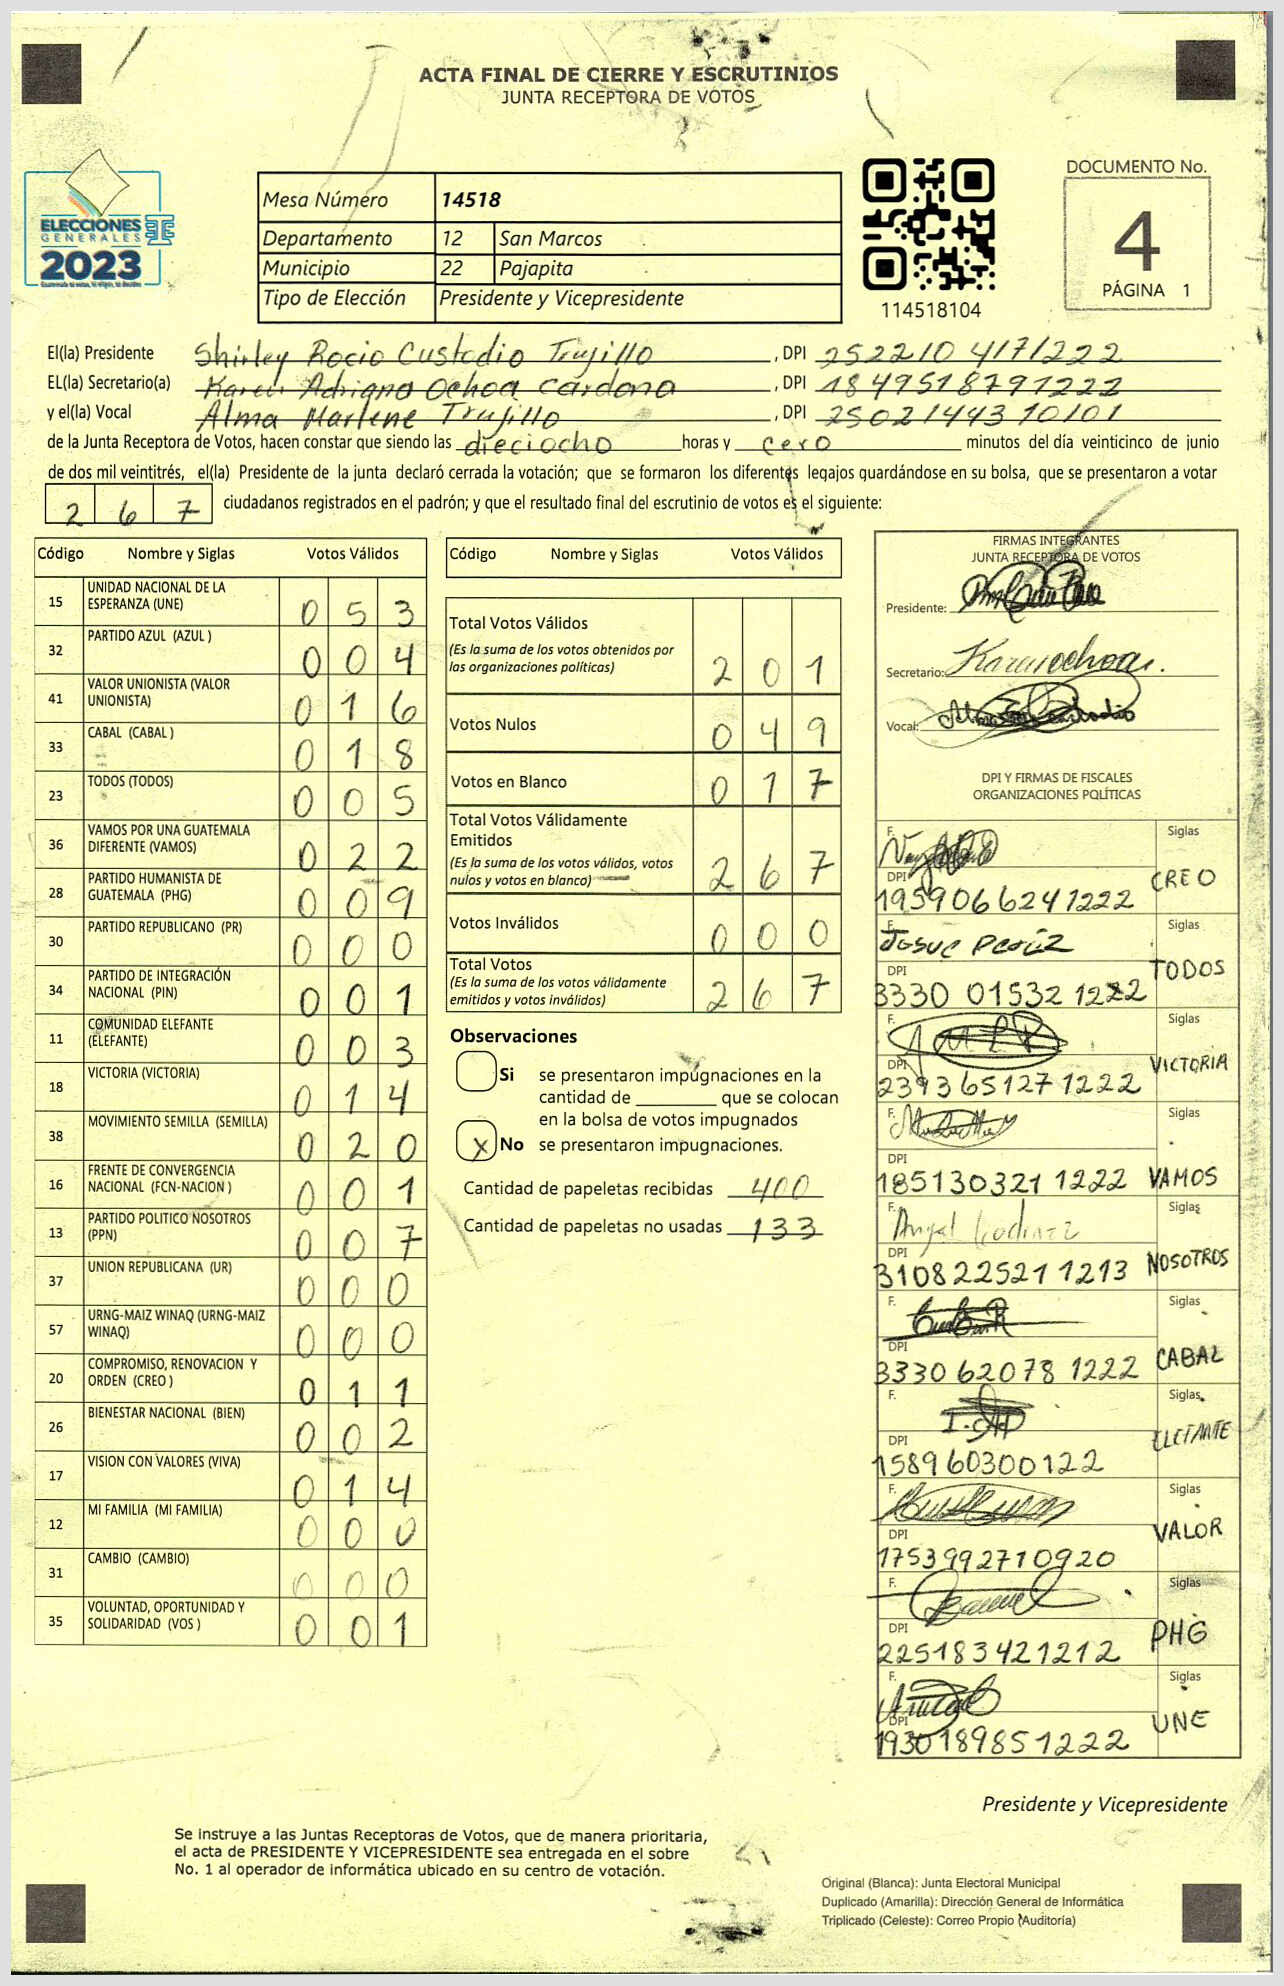 ACTA FINAL DE CIERRE Y ESCRUTINIOS
JUNTA RECEPTORA DE VOTOS
ELECCIONES
GENERALES
2023
Mesa Número 14518
Departamento 12 San Marcos
Municipio 22 Pajapita
Tipo de Elección Presidente y Vicepresidente
114518104
DOCUMENTO No.
4
PÁGINA 1
El(la) Presidente Shirley Rocio Custodio Trujillo , DPI 2522104171222
EL(la) Secretario(a) Karen Adriana Ochoa Cardona , DPI 1849518791222
y el(la) Vocal Alma Marlene Trujillo , DPI 2502144310101
de la Junta Receptora de Votos, hacen constar que siendo las dieciocho horas y cero minutos del día veinticinco de junio
de dos mil veintitrés, el(la) Presidente de la junta declaró cerrada la votación; que se formaron los diferentes legajos guardándose en su bolsa, que se presentaron a votar
2 6 7 ciudadanos registrados en el padrón; y que el resultado final del escrutinio de votos es el siguiente:
Código Nombre y Siglas Votos Válidos
15 UNIDAD NACIONAL DE LA ESPERANZA (UNE) 0 5 3
32 PARTIDO AZUL (AZUL ) 0 0 4
41 VALOR UNIONISTA (VALOR UNIONISTA) 0 1 6
33 CABAL (CABAL ) 0 1 8
23 TODOS (TODOS) 0 0 5
36 VAMOS POR UNA GUATEMALA DIFERENTE (VAMOS) 0 2 2
28 PARTIDO HUMANISTA DE GUATEMALA (PHG) 0 0 9
30 PARTIDO REPUBLICANO (PR) 0 0 0
34 PARTIDO DE INTEGRACIÓN NACIONAL (PIN) 0 0 1
11 COMUNIDAD ELEFANTE (ELEFANTE) 0 0 3
18 VICTORIA (VICTORIA) 0 1 4
38 MOVIMIENTO SEMILLA (SEMILLA) 0 2 0
16 FRENTE DE CONVERGENCIA NACIONAL (FCN-NACION ) 0 0 1
13 PARTIDO POLITICO NOSOTROS (PPN) 0 0 7
37 UNION REPUBLICANA (UR) 0 0 0
57 URNG-MAIZ WINAQ (URNG-MAIZ WINAQ) 0 0 0
20 COMPROMISO, RENOVACION Y ORDEN (CREO ) 0 1 1
26 BIENESTAR NACIONAL (BIEN) 0 0 2
17 VISION CON VALORES (VIVA) 0 1 4
12 MI FAMILIA (MI FAMILIA) 0 0 0
31 CAMBIO (CAMBIO) 0 0 0
35 VOLUNTAD, OPORTUNIDAD Y SOLIDARIDAD (VOS ) 0 0 1
Código Nombre y Siglas Votos Válidos
Total Votos Válidos 2 0 1
(Es la suma de los votos obtenidos por
las organizaciones políticas)
Votos Nulos 0 4 9
Votos en Blanco 0 1 7
Total Votos Válidamente
Emitidos 2 6 7
(Es la suma de los votos válidos, votos
nulos y votos en blanco)
Votos Inválidos 0 0 0
Total Votos 2 6 7
(Es la suma de los votos válidamente
emitidos y votos inválidos)
Observaciones
Si se presentaron impugnaciones en la
cantidad de ________ que se colocan
en la bolsa de votos impugnados
X No se presentaron impugnaciones.
Cantidad de papeletas recibidas 400
Cantidad de papeletas no usadas 133
FIRMAS INTEGRANTES
JUNTA RECEPTORA DE VOTOS
Presidente:
Secretario: Karen ochoa
Vocal:
DPI Y FIRMAS DE FISCALES
ORGANIZACIONES POLÍTICAS
F. Siglas
DPI CREO
1959066241222
Josue Perez Siglas
DPI TODOS
3330 01532 1222
F. Siglas
DPI VICTORIA
2393651271222
F. Siglas
DPI
185130321 1222 VAMOS
F. Angel Godinez Siglas
DPI NOSOTROS
3108225211213
F. Siglas
DPI CABAL
3330 62078 1222
F. Siglas
DPI ELEFANTE
158960300122
F. Siglas
DPI VALOR
1753992710920
F. Siglas
DPI PHG
225183421212
F. Siglas
DPI UNE
1930189851222
Presidente y Vicepresidente
Se instruye a las Juntas Receptoras de Votos, que de manera prioritaria,
el acta de PRESIDENTE Y VICEPRESIDENTE sea entregada en el sobre
No. 1 al operador de informática ubicado en su centro de votación.
Original (Blanca): Junta Electoral Municipal
Duplicado (Amarilla): Dirección General de Informática
Triplicado (Celeste): Correo Propio (Auditoría)